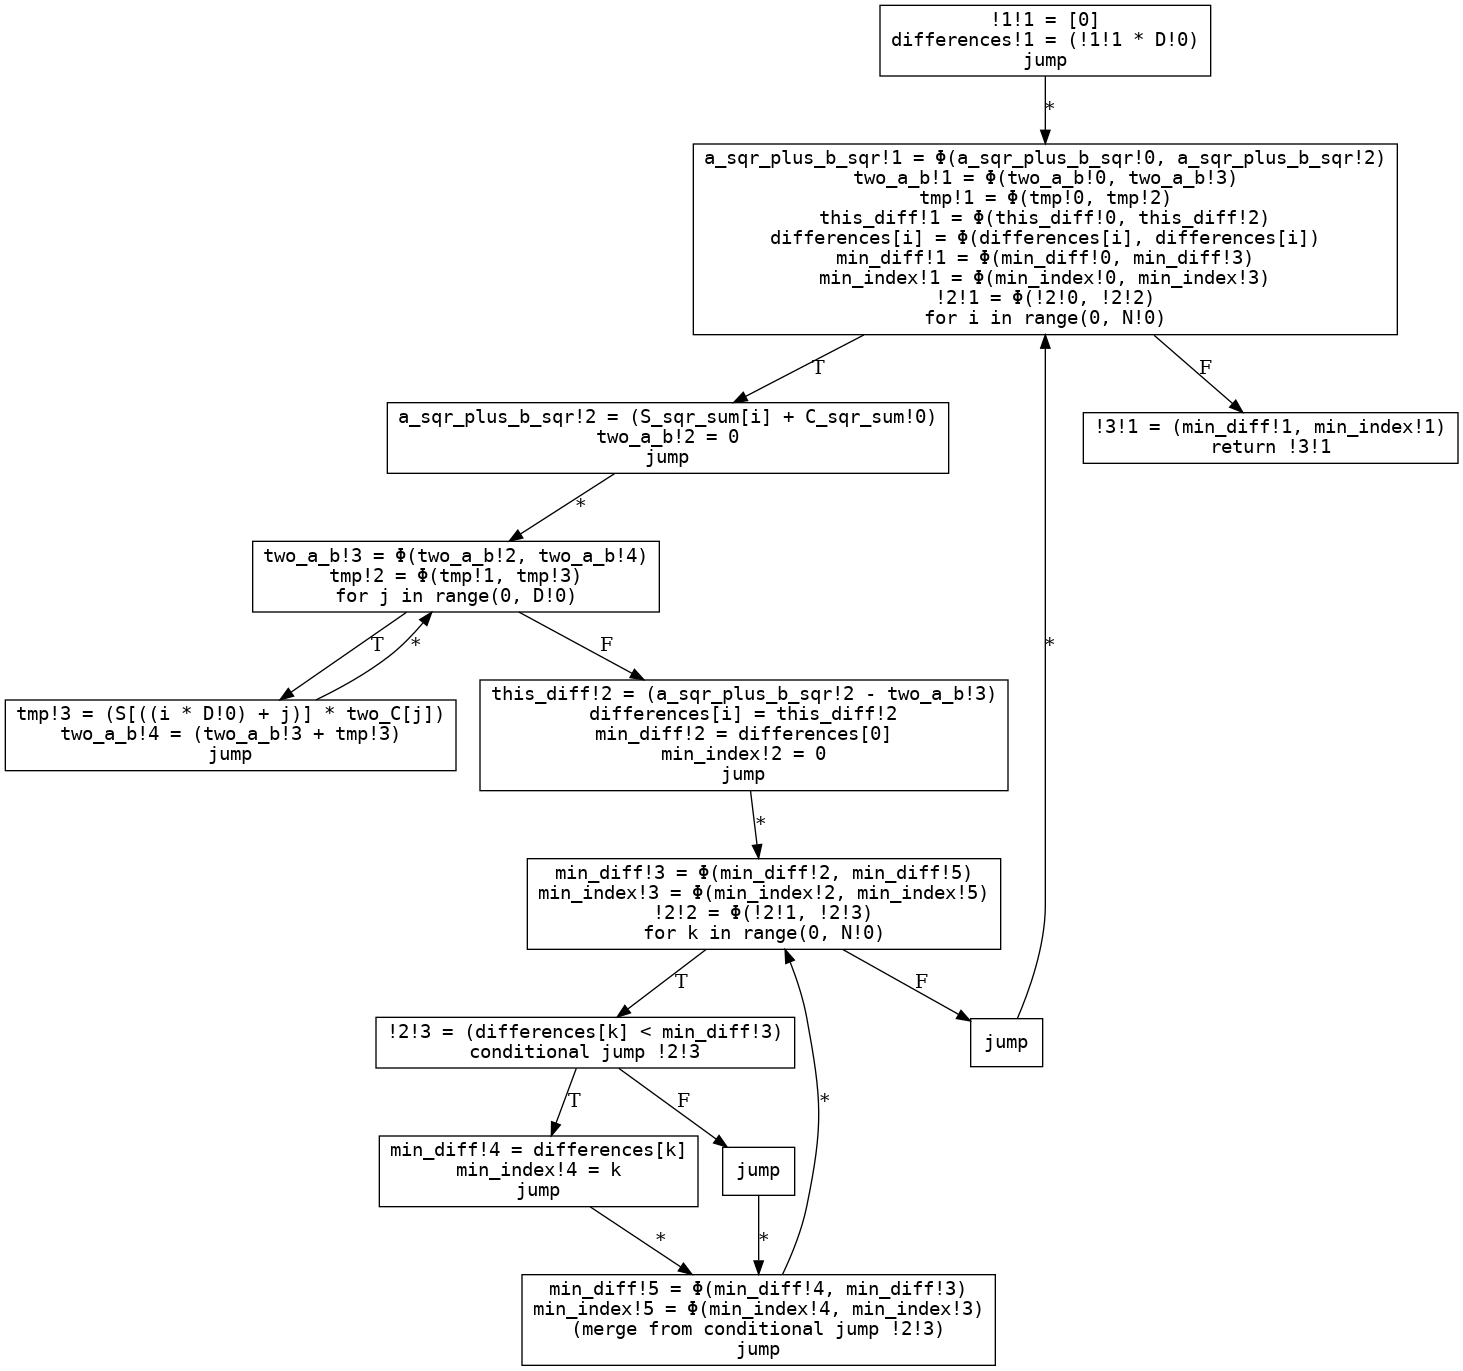 !1!1 = [0]
differences!1 = (!1!1 * D!0)
jump
*
a_sqr_plus_b_sqr!1 = Φ(a_sqr_plus_b_sqr!0, a_sqr_plus_b_sqr!2)
two_a_b!1 = Φ(two_a_b!0, two_a_b!3)
tmp!1 = Φ(tmp!0, tmp!2)
this_diff!1 = Φ(this_diff!0, this_diff!2)
differences[i] = Φ(differences[i], differences[i])
min_diff!1 = Φ(min_diff!0, min_diff!3)
min_index!1 = Φ(min_index!0, min_index!3)
!2!1 = Φ(!2!0, !2!2)
for i in range(0, N!0)
T
F
a_sqr_plus_b_sqr!2 = (S_sqr_sum[i] + C_sqr_sum!0)
two_a_b!2 = 0
jump
!3!1 = (min_diff!1, min_index!1)
return !3!1
*
two_a_b!3 = Φ(two_a_b!2, two_a_b!4)
tmp!2 = Φ(tmp!1, tmp!3)
for j in range(0, D!0)
T
*
F
*
tmp!3 = (S[((i * D!0) + j)] * two_C[j])
two_a_b!4 = (two_a_b!3 + tmp!3)
jump
this_diff!2 = (a_sqr_plus_b_sqr!2 - two_a_b!3)
differences[i] = this_diff!2
min_diff!2 = differences[0]
min_index!2 = 0
jump
*
min_diff!3 = Φ(min_diff!2, min_diff!5)
min_index!3 = Φ(min_index!2, min_index!5)
!2!2 = Φ(!2!1, !2!3)
for k in range(0, N!0)
T
F
!2!3 = (differences[k] < min_diff!3)
conditional jump !2!3
jump
T
F
*
min_diff!4 = differences[k]
min_index!4 = k
jump
jump
*
*
min_diff!5 = Φ(min_diff!4, min_diff!3)
min_index!5 = Φ(min_index!4, min_index!3)
(merge from conditional jump !2!3)
jump